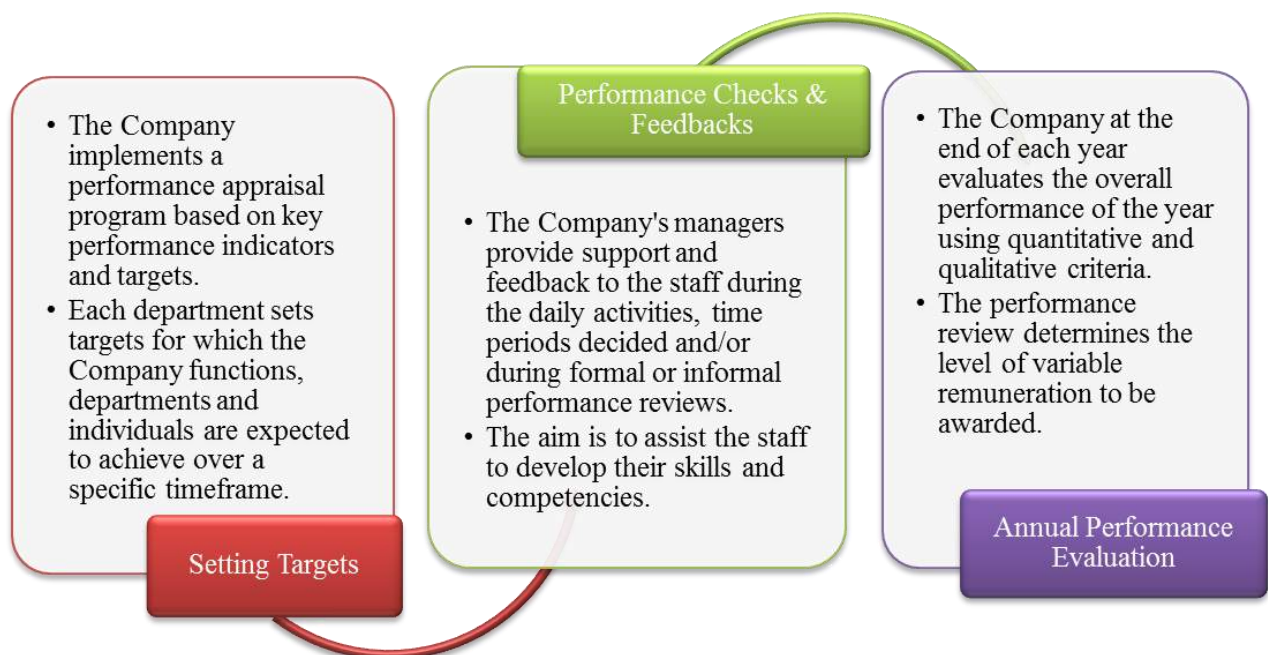 • The Company
implements a
performance appraisal
program based on key
performance indicators
and targets.
• Each department sets
targets for which the
Company functions,
departments and
individuals are expected
to achieve over a
specific timeframe.
Setting Targets
Performance Checks &
Feedbacks
• The Company's managers
provide support and
feedback to the staff during
the daily activities, time
periods decided and/or
during formal or informal
performance reviews.
• The aim is to assist the staff
to develop their skills and
competencies.
• The Company at the
end of each year
evaluates the overall
performance of the year
using quantitative and
qualitative criteria.
• The performance
review determines the
level of variable
remuneration to be
awarded.
Annual Performance
Evaluation